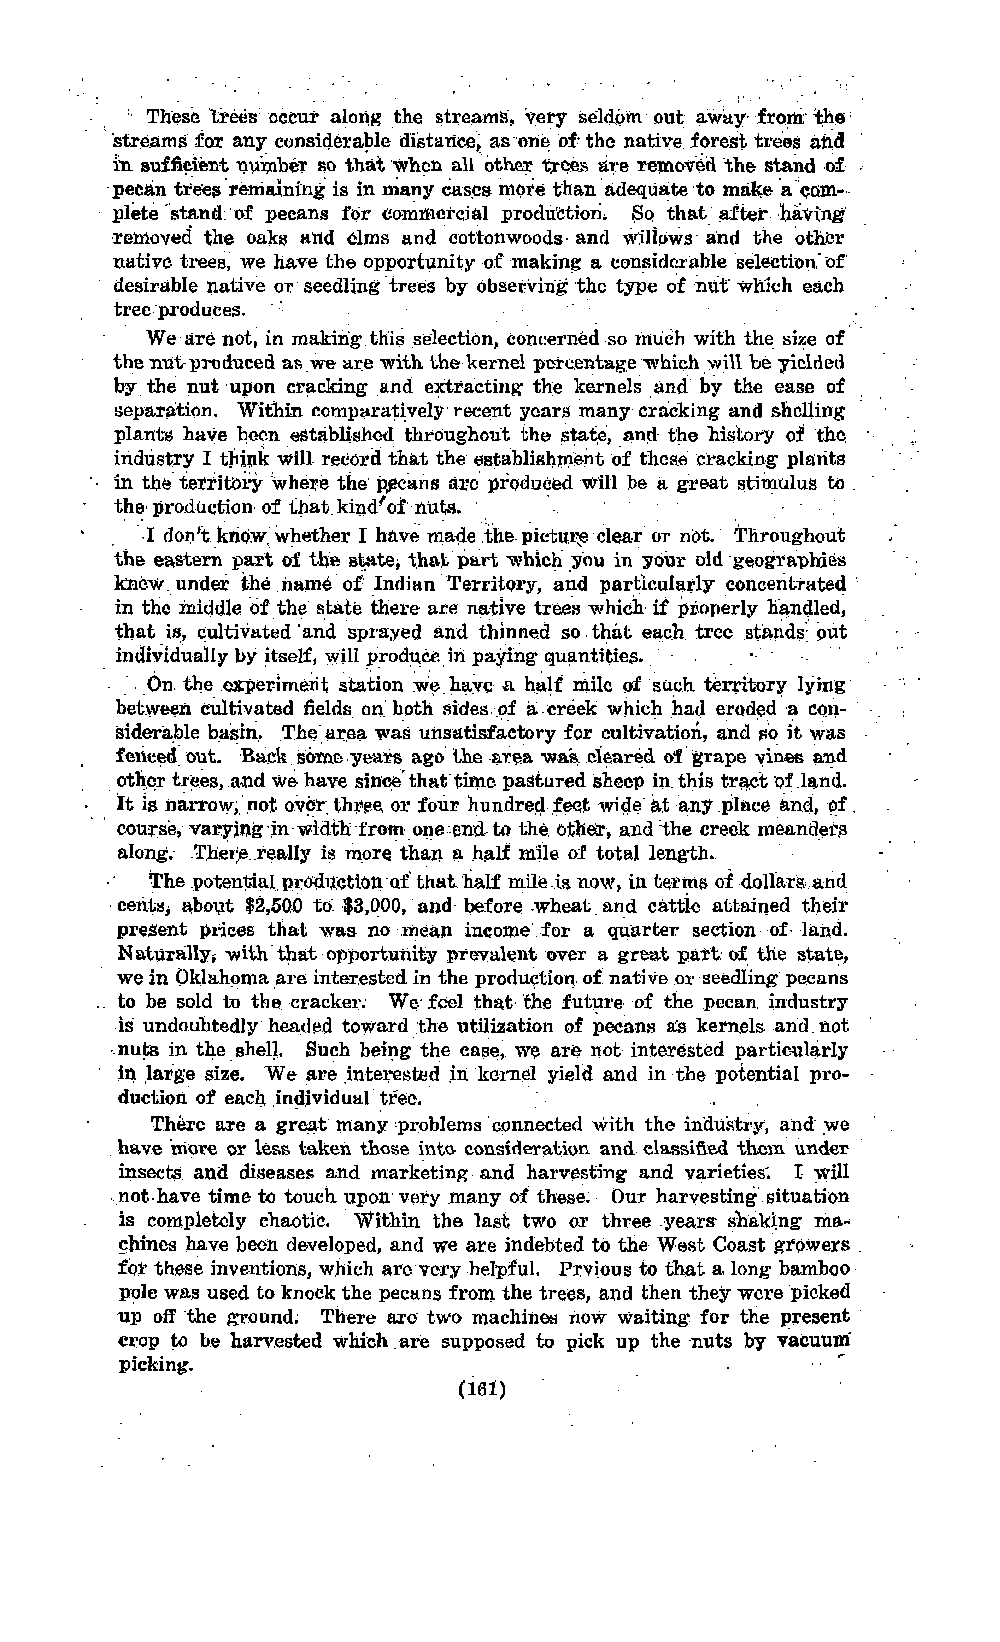 These trees occur along the streams, very seldom out away from the
streams for any considerable distance, as one of the native forest trees and
in sufficient number so that when all other trees are removed the stand of
pecan trees remaining is in many cases more than adequate to make a com-
plete stand of pecans for commercial production. So that after having
removed the oaks and elms and cottonwoods and willows and the other
native trees, we have the opportunity of making a considerable selection of
desirable native or seedling trees by observing the type of nut which each
tree produces.
We are not, in making this selection, concerned so much with the size of
the nut produced as we are with the kernel percentage which will be yielded
by the nut upon cracking and extracting the kernels and by the ease of
separation. Within comparatively recent years many cracking and shelling
plants have been established throughout the state, and the history of the
industry I think will record that the establishment of these cracking plants
in the territory where the pecans are produced will be a great stimulus to
the production of that kind of nuts.
I don't know whether I have made the picture clear or not. Throughout
the eastern part of the state, that part which you in your old geographies
knew under the name of Indian Territory, and particularly concentrated
in the middle of the state there are native trees which if properly handled,
that is, cultivated and sprayed and thinned so that each tree stands out
individually by itself, will produce in paying quantities.
On the experiment station we have a half mile of such territory lying
between cultivated fields on both sides of a creek which had eroded a con-
siderable basin. The area was unsatisfactory for cultivation, and so it was
fenced out. Back some years ago the area was cleared of grape vines and
other trees, and we have since that time pastured sheep in this tract of land.
It is narrow, not over three or four hundred feet wide at any place and, of
course, varying in width from one end to the other, and the creek meanders
along. There really is more than a half mile of total length.
The potential production of that half mile is now, in terms of dollars and
cents, about $2,500 to $3,000, and before wheat and cattle attained their
present prices that was no mean income for a quarter section of land.
Naturally, with that opportunity prevalent over a great part of the state,
we in Oklahoma are interested in the production of native or seedling pecans
to be sold to the cracker. We feel that the future of the pecan industry
is undoubtedly headed toward the utilization of pecans as kernels and not
nuts in the shell. Such being the case, we are not interested particularly
in large size. We are interested in kernel yield and in the potential pro-
duction of each individual tree.
There are a great many problems connected with the industry, and we
have more or less taken those into consideration and classified them under
insects and diseases and marketing and harvesting and varieties. I will
not have time to touch upon very many of these. Our harvesting situation
is completely chaotic. Within the last two or three years shaking ma-
chines have been developed, and we are indebted to the West Coast growers
for these inventions, which are very helpful. Prvious to that a long bamboo
pole was used to knock the pecans from the trees, and then they were picked
up off the ground. There are two machines now waiting for the present
crop to be harvested which are supposed to pick up the nuts by vacuum
picking.
(161)